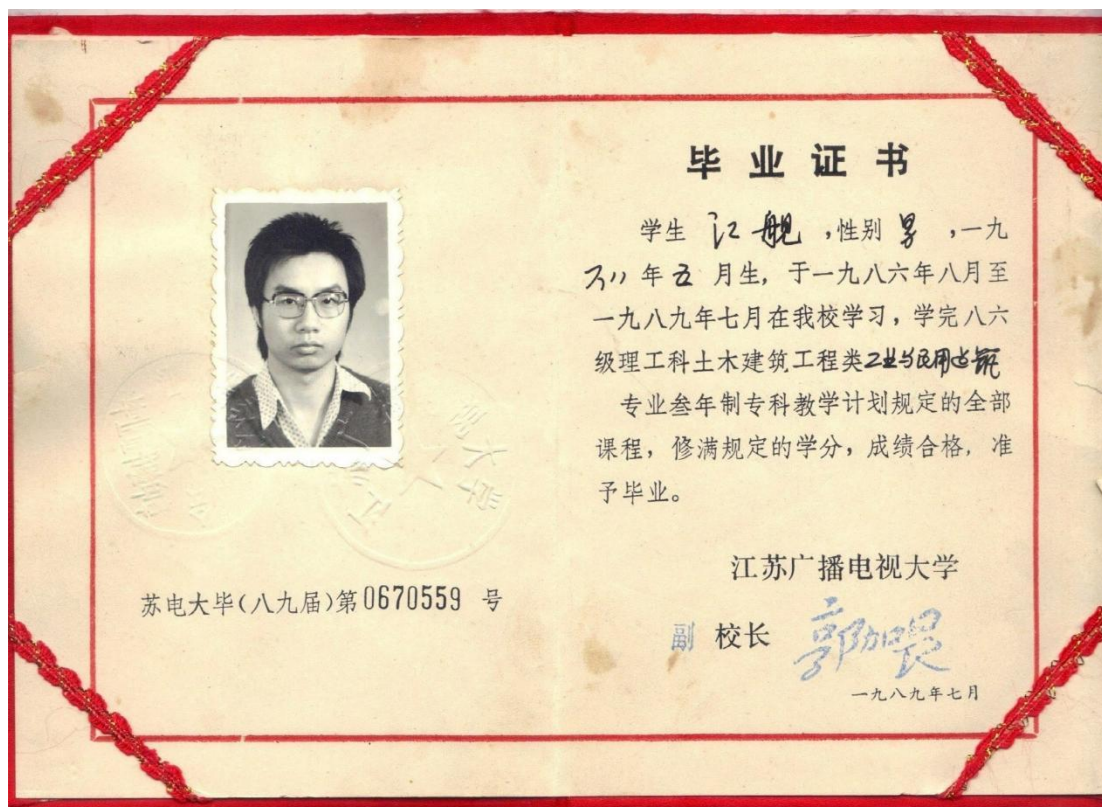 毕业证书
学生 江舰 ，性别 男 ，一九
六八 年 五 月生，于一九八六年八月至
一九八九年七月在我校学习，学完八六
级理工科土木建筑工程类工业与民用建筑
专业叁年制专科教学计划规定的全部
课程，修满规定的学分，成绩合格，准
予毕业。
江苏广播电视大学
副 校长
一九八九年七月
苏电大毕(八九届)第0670559 号